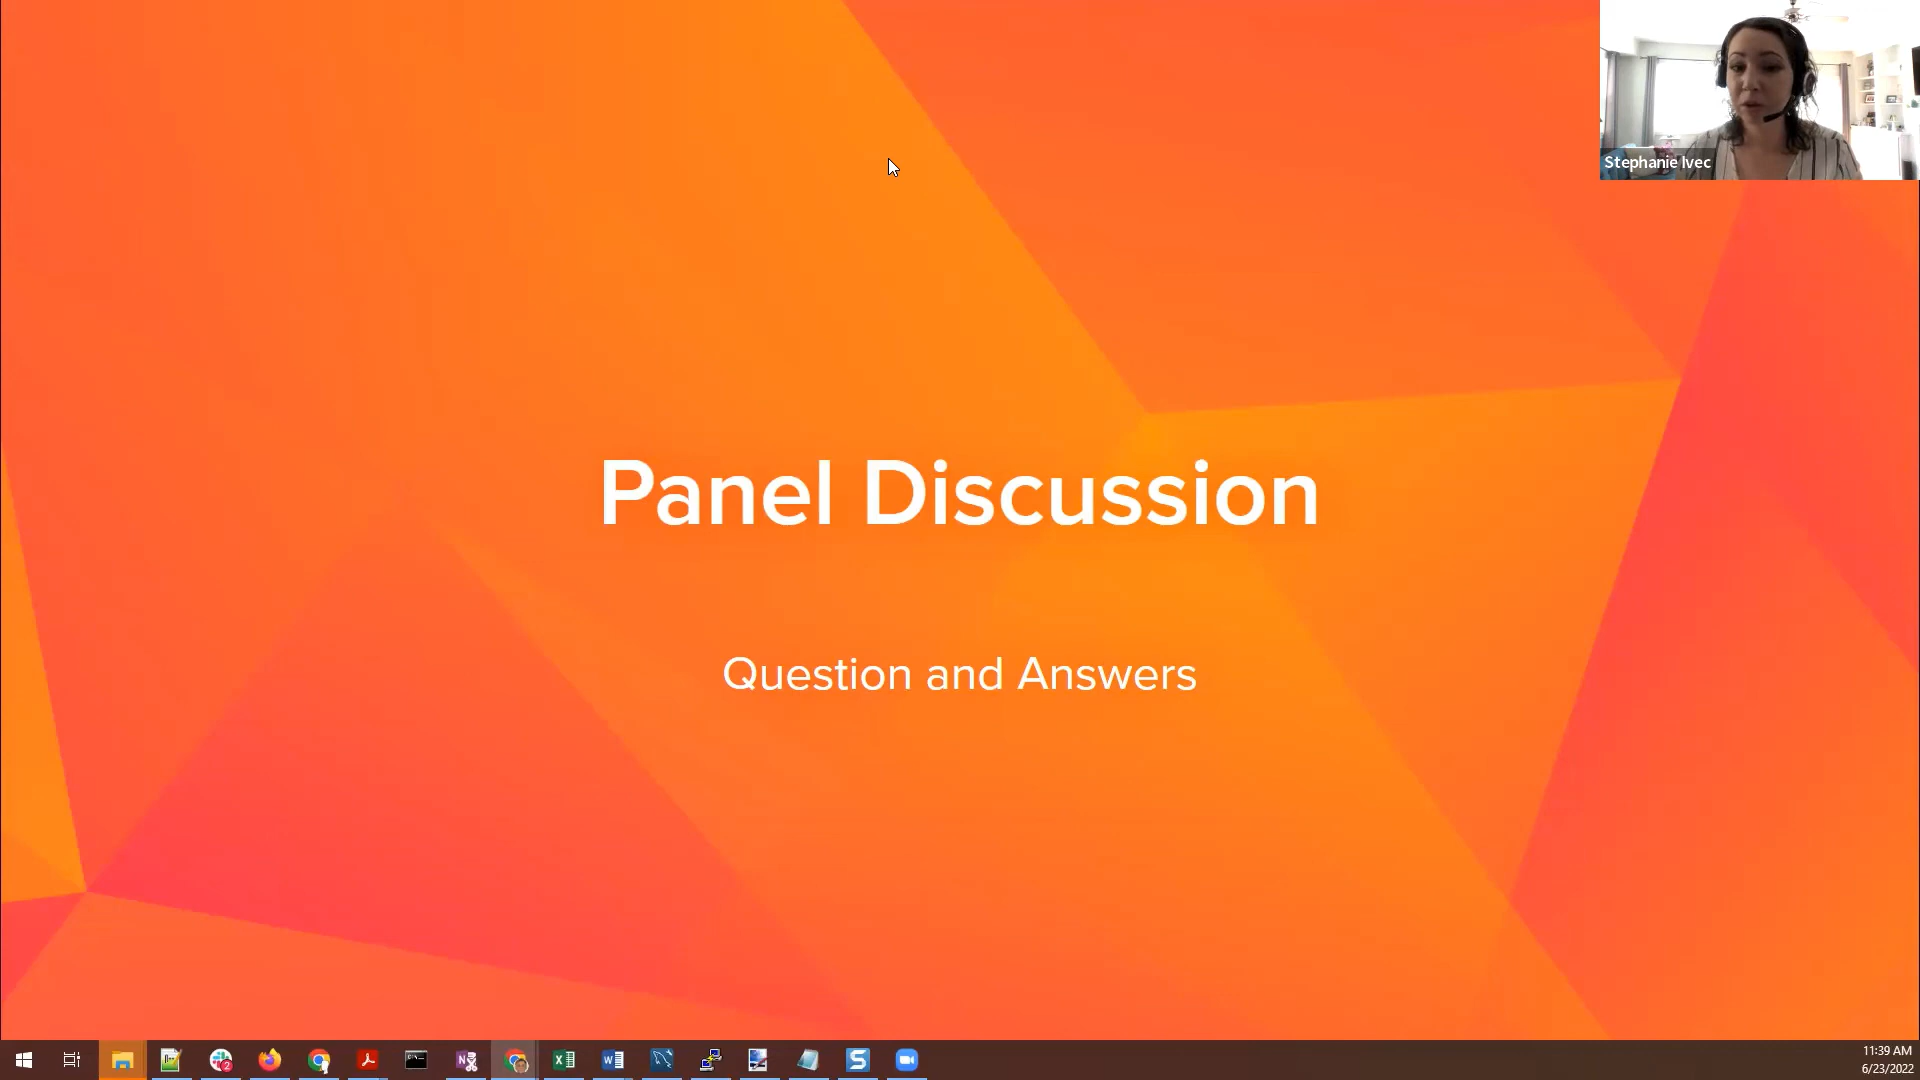 Stephanie Ivec
Panel Discussion
Question and Answers
11:39 AM
6/23/2022